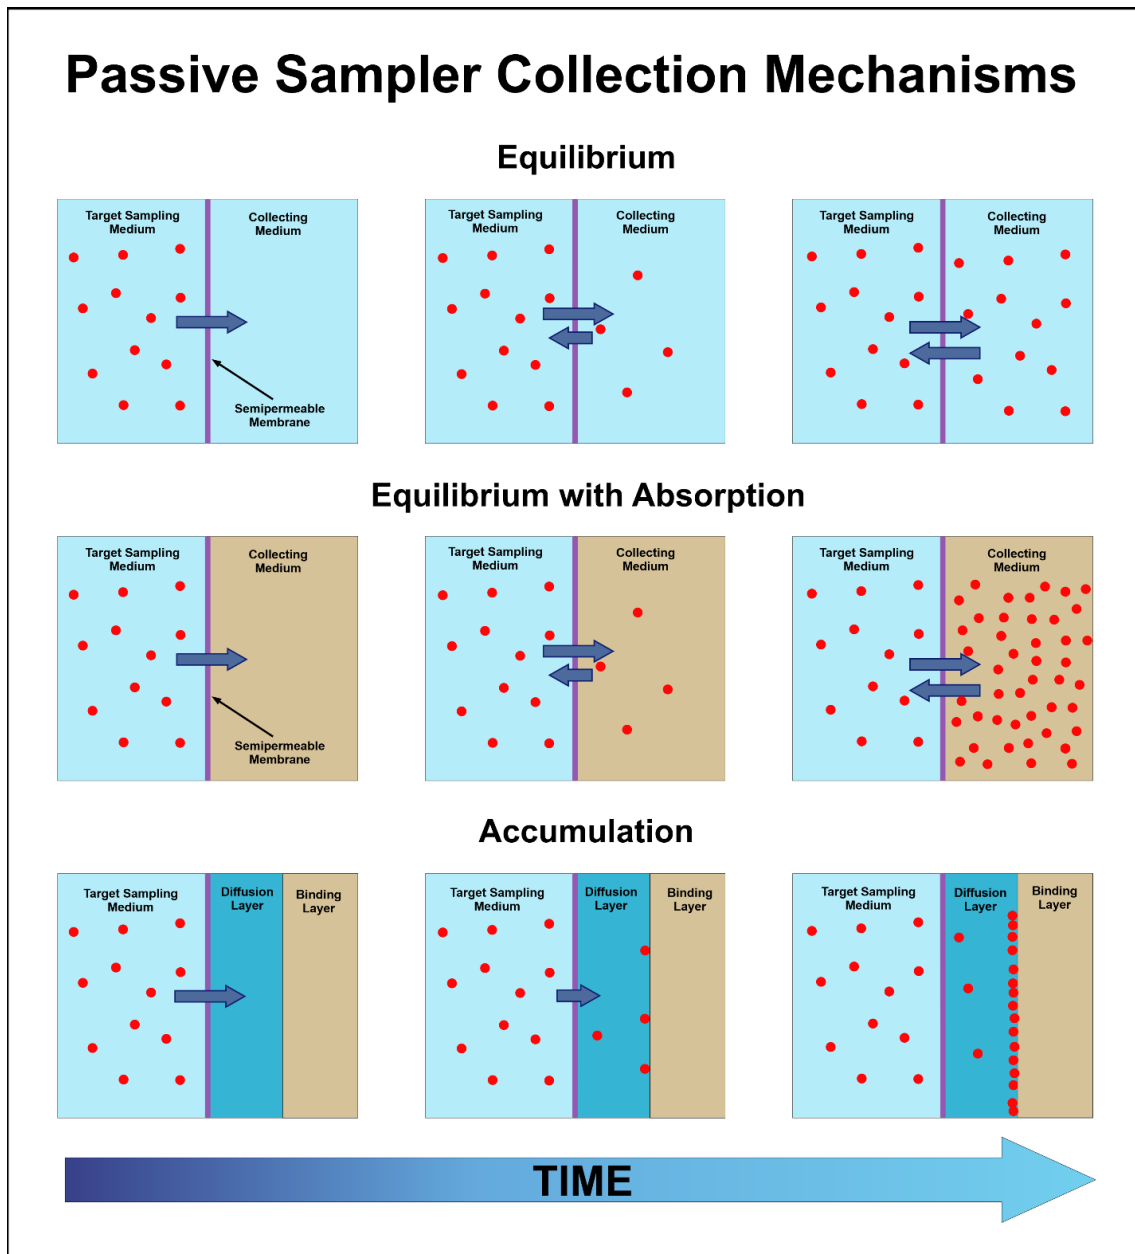 Passive Sampler Collection Mechanisms
Equilibrium
Target Sampling
Medium
Collecting
Medium
Semipermeable
Membrane
Target Sampling
Medium
Collecting
Medium
Target Sampling
Medium
Collecting
Medium
Equilibrium with Absorption
Target Sampling
Medium
Collecting
Medium
Semipermeable
Membrane
Target Sampling
Medium
Collecting
Medium
Target Sampling
Medium
Collecting
Medium
Accumulation
Target Sampling
Medium
Diffusion
Layer
Binding
Layer
Target Sampling
Medium
Diffusion
Layer
Binding
Layer
Target Sampling
Medium
Diffusion
Layer
Binding
Layer
TIME